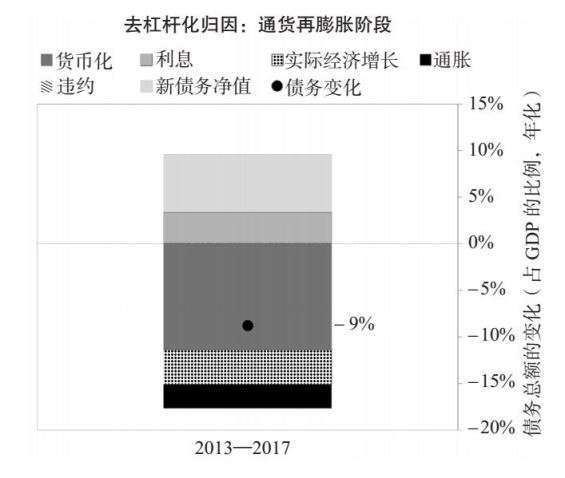 去杠杆化归因：通货再膨胀阶段
货币化 利息 实际经济增长 通胀
违约 新债务净值 债务变化
15%
10%
5%
0%
−5%
−10%
−15%
−20%
债务总额的变化（占 GDP 的比例，年化）
−9%
2013—2017